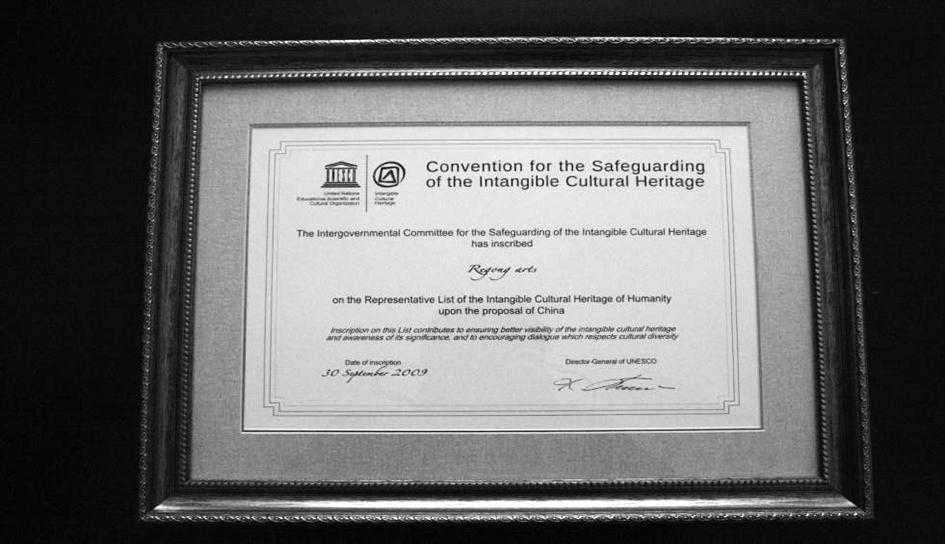 Convention for the Safeguarding
of the Intangible Cultural Heritage
United Nations
Educational, Scientific and
Cultural Organization
Intangible
Cultural
Heritage
The Intergovernmental Committee for the Safeguarding of the Intangible Cultural Heritage
has inscribed
Regong arts
on the Representative List of the Intangible Cultural Heritage of Humanity
upon the proposal of China
Inscription on this List contributes to ensuring better visibility of the intangible cultural heritage
and awareness of its significance, and to encouraging dialogue which respects cultural diversity
Date of inscription
30 September 2009
Director-General of UNESCO